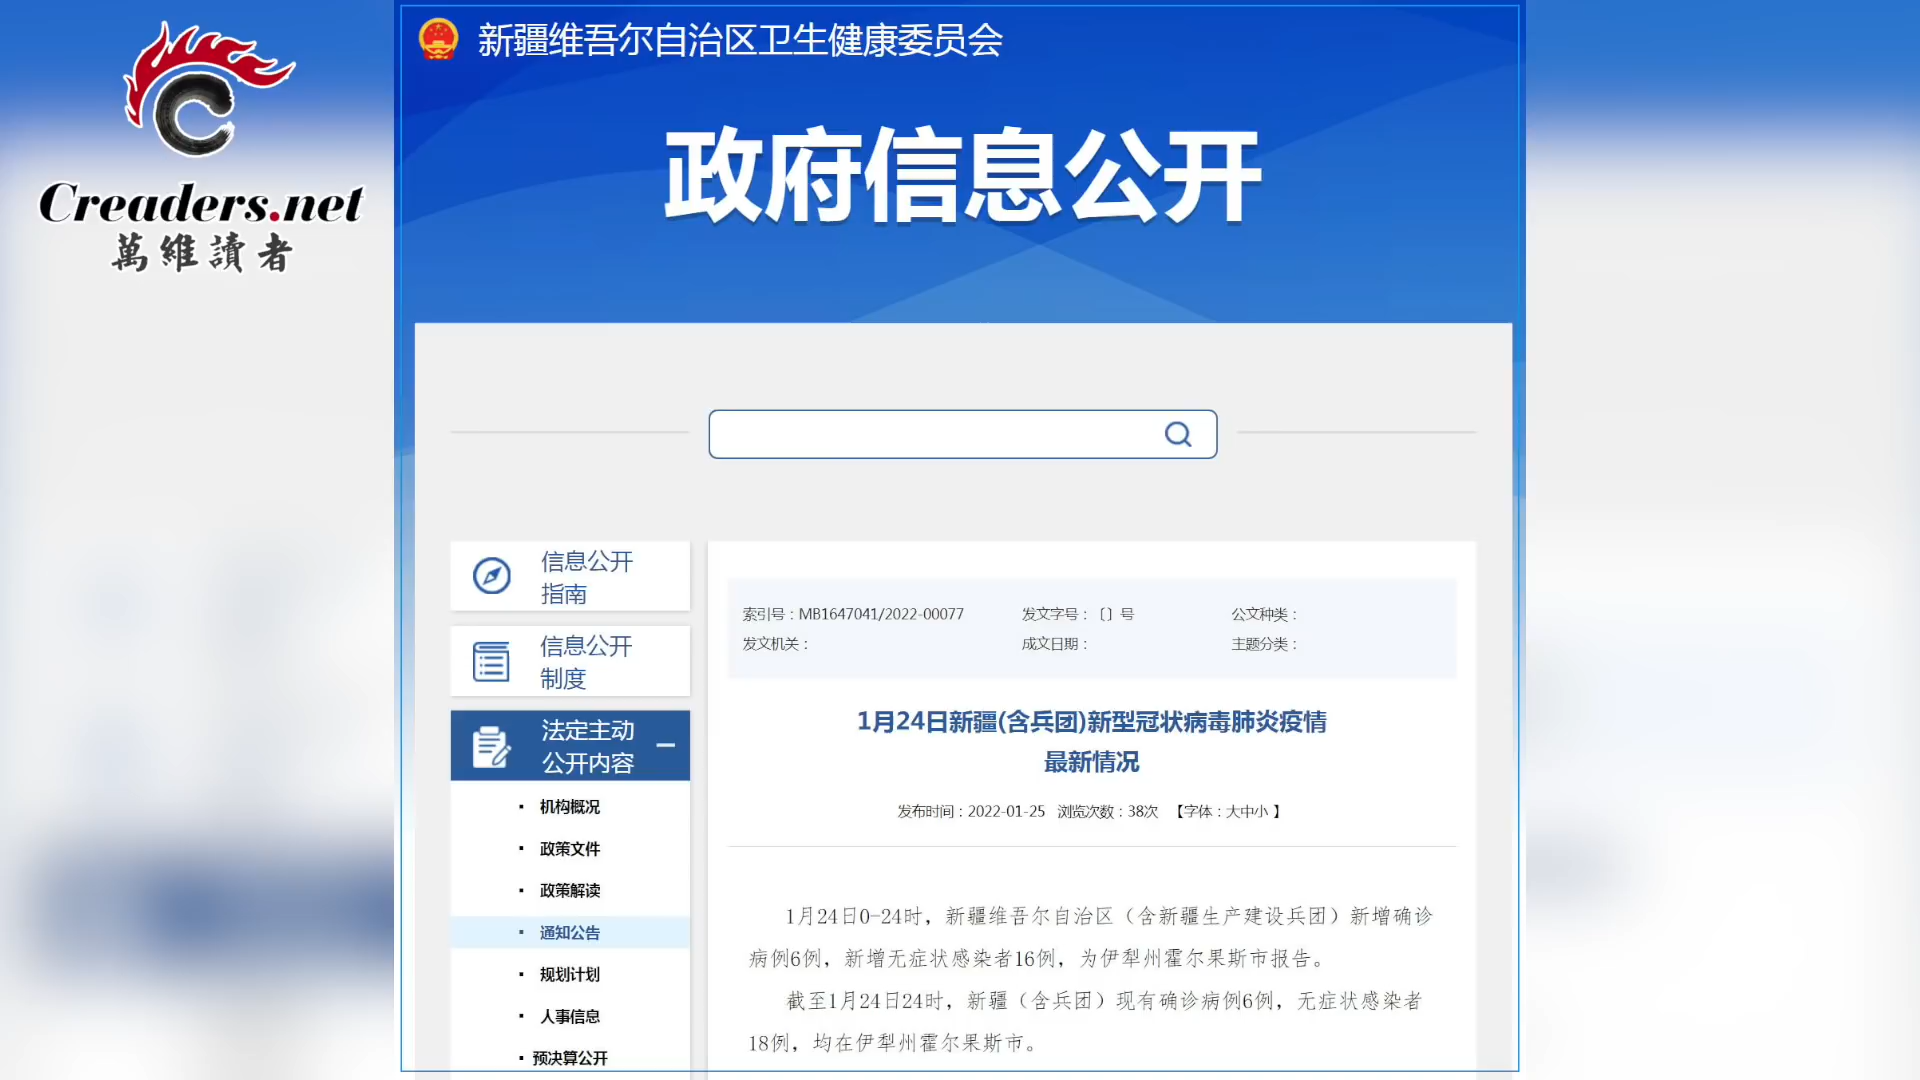 Creaders.net
萬維讀者
新疆维吾尔自治区卫生健康委员会
政府信息公开
信息公开
指南
信息公开
制度
法定主动
公开内容
· 机构概况
· 政策文件
· 政策解读
· 通知公告
· 规划计划
· 人事信息
· 预决算公开
索引号：MB1647041/2022-00077 发文字号：〔〕号 公文种类：
发文机关： 成文日期： 主题分类：
1月24日新疆(含兵团)新型冠状病毒肺炎疫情
最新情况
发布时间：2022-01-25 浏览次数：38次 【字体：大中小 】
1月24日0-24时，新疆维吾尔自治区（含新疆生产建设兵团）新增确诊
病例6例，新增无症状感染者16例，为伊犁州霍尔果斯市报告。
截至1月24日24时，新疆（含兵团）现有确诊病例6例，无症状感染者
18例，均在伊犁州霍尔果斯市。